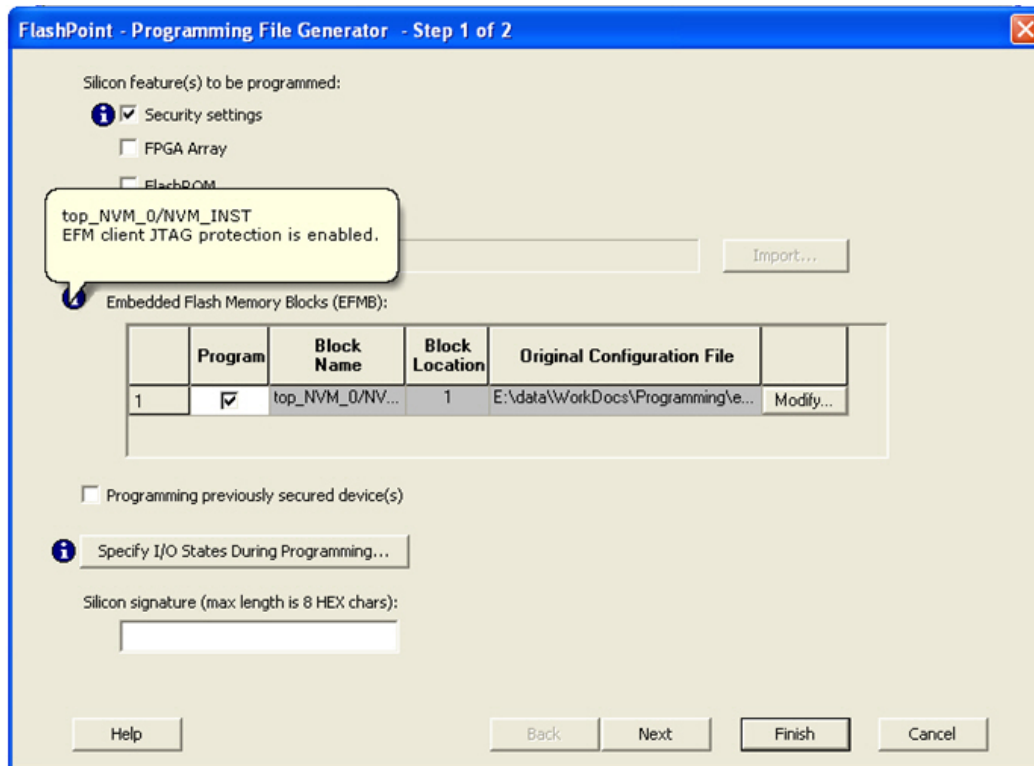 FlashPoint - Programming File Generator - Step 1 of 2
Silicon feature(s) to be programmed:
Security settings
FPGA Array
FlashROM
top_NVM_0/NVM_INST
EFM client JTAG protection is enabled.
Import...
Embedded Flash Memory Blocks (EFMB):
Program Block Name Block Location Original Configuration File
1 top_NVM_0/NV... 1 E:\data\WorkDocs\Programming\e... Modify...
Programming previously secured device(s)
Specify I/O States During Programming...
Silicon signature (max length is 8 HEX chars):
Help Back Next Finish Cancel